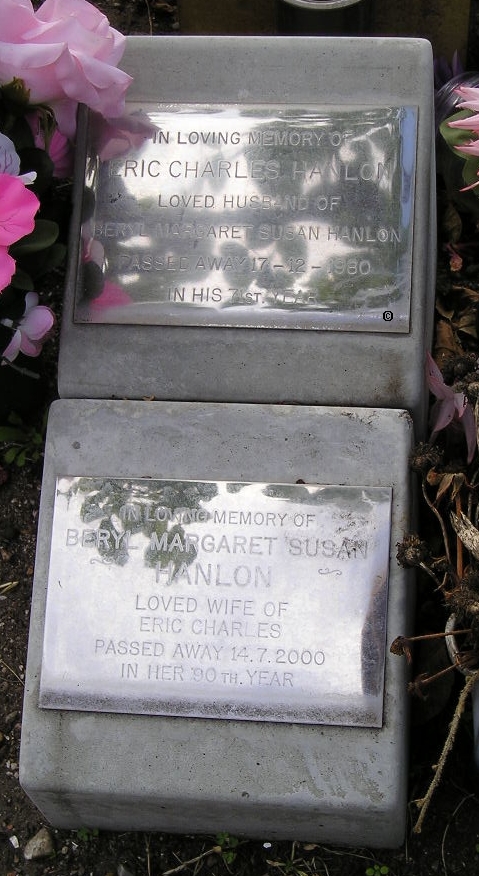 IN LOVING MEMORY OF
ERIC CHARLES HANLON
LOVED HUSBAND OF
BERYL MARGARET SUSAN HANLON
PASSED AWAY 17-12-1980
IN HIS 71ST. YEAR
©
IN LOVING MEMORY OF
BERYL MARGARET SUSAN
HANLON
LOVED WIFE OF
ERIC CHARLES
PASSED AWAY 14.7.2000
IN HER 90TH. YEAR